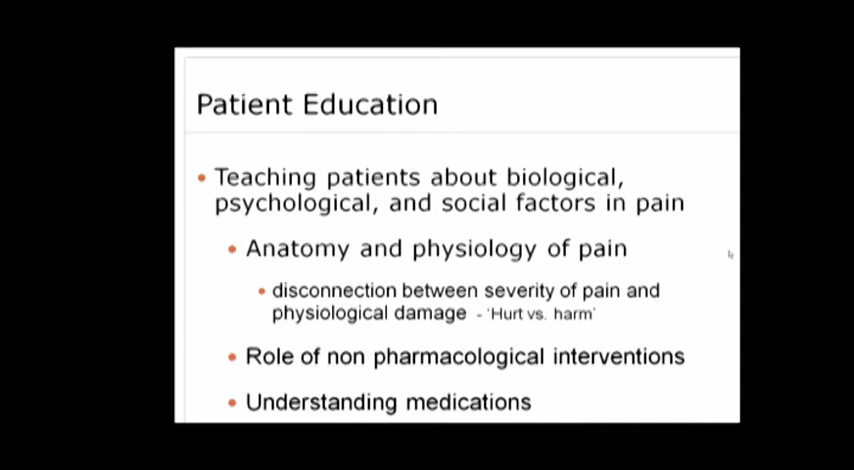 Patient Education
• Teaching patients about biological,
psychological, and social factors in pain
• Anatomy and physiology of pain
• disconnection between severity of pain and
physiological damage - 'Hurt vs. harm'
• Role of non pharmacological interventions
• Understanding medications